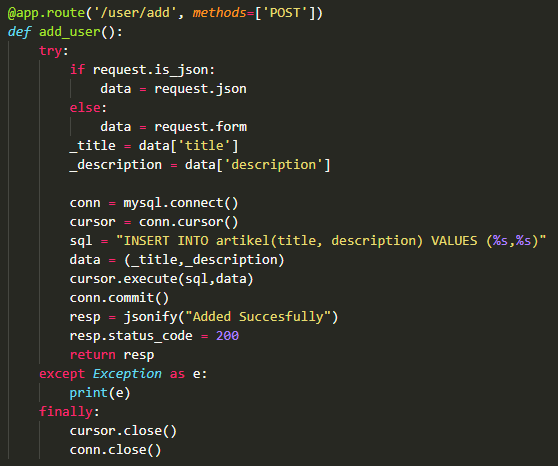 @app.route('/user/add', methods=['POST'])
def add_user():
    try:
        if request.is_json:
            data = request.json
        else:
            data = request.form
        _title = data['title']
        _description = data['description']

        conn = mysql.connect()
        cursor = conn.cursor()
        sql = "INSERT INTO artikel(title, description) VALUES (%s,%s)"
        data = (_title,_description)
        cursor.execute(sql,data)
        conn.commit()
        resp = jsonify("Added Succesfully")
        resp.status_code = 200
        return resp
    except Exception as e:
        print(e)
    finally:
        cursor.close()
        conn.close()